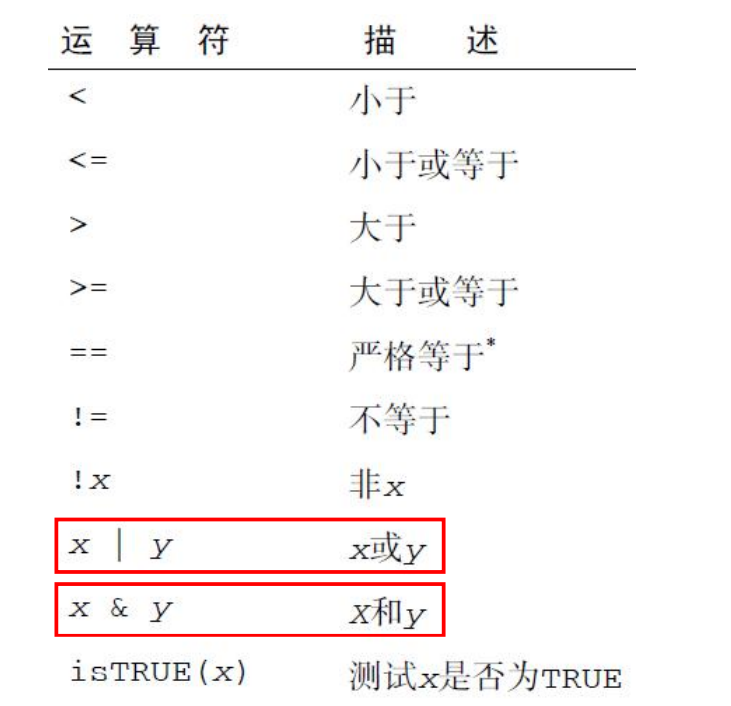 运 算 符 描 述
< 小于
<= 小于或等于
> 大于
>= 大于或等于
== 严格等于*
!= 不等于
!x 非x
x | y x或y
x & y X和y
isTRUE(x) 测试x是否为TRUE